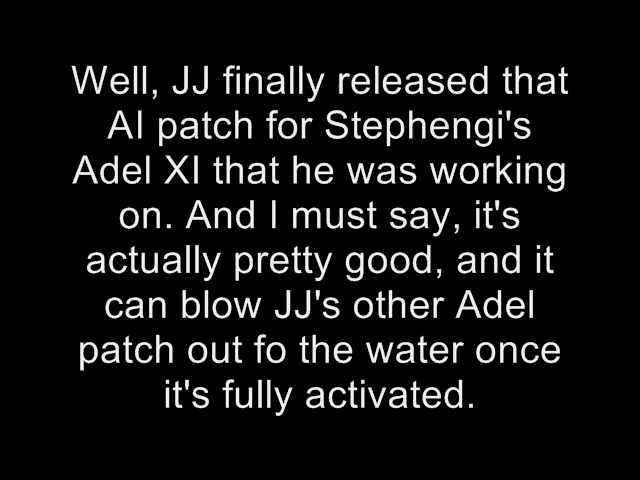 Well, JJ finally released that
AI patch for Stephengi's
Adel XI that he was working
on. And I must say, it's
actually pretty good, and it
can blow JJ's other Adel
patch out fo the water once
it's fully activated.